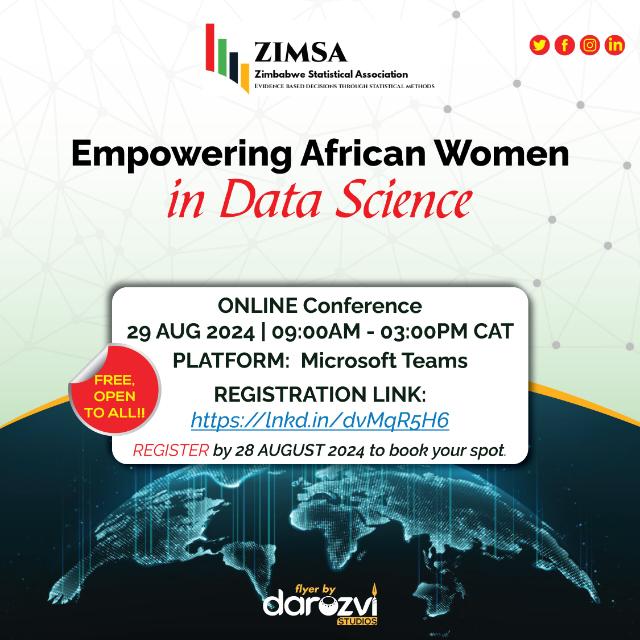 ZIMSA
Zimbabwe Statistical Association
EVIDENCE BASED DECISIONS THROUGH STATISTICAL METHODS
Empowering African Women
in Data Science
ONLINE Conference
29 AUG 2024 | 09:00AM - 03:00PM CAT
PLATFORM: Microsoft Teams
REGISTRATION LINK:
https://lnkd.in/dvMqR5H6
REGISTER by 28 AUGUST 2024 to book your spot.
FREE,
OPEN
TO ALL!!
flyer by
darozvi
STUDIOS